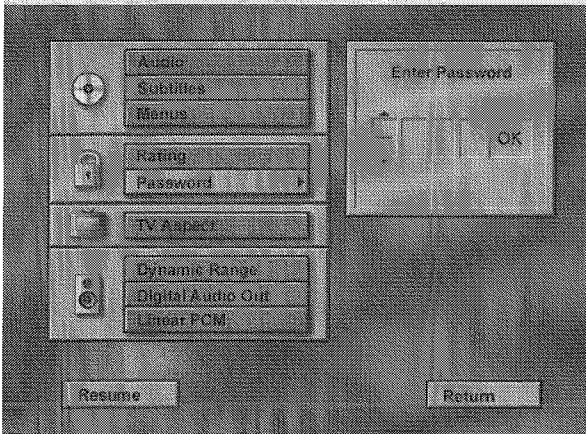 Audio
Subtitles
Menus
Rating
Password
TV Aspect
Dynamic Range
Digital Audio Out
Linear PCM
Enter Password
OK
Resume
Return